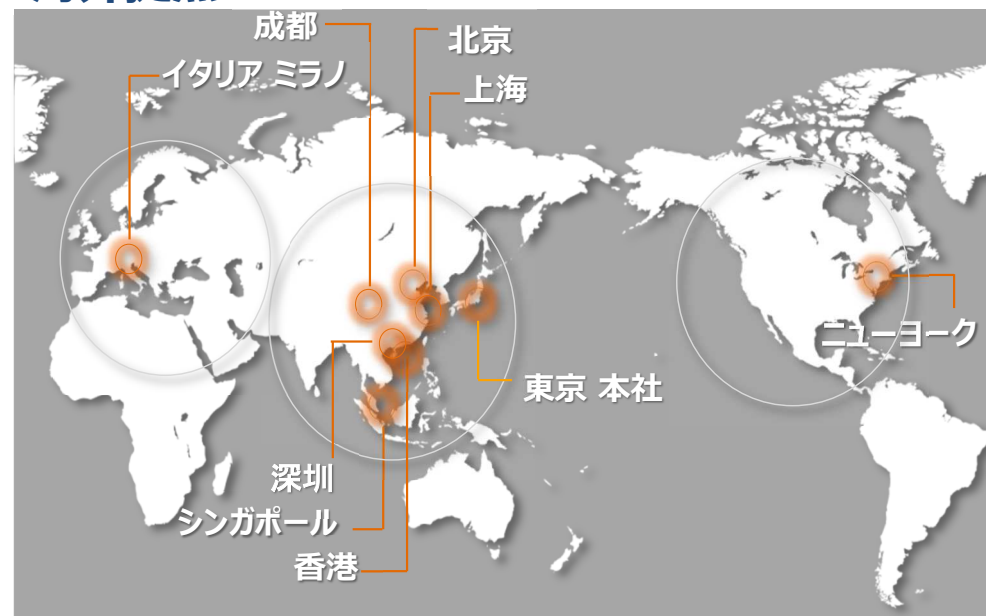 成都
北京
イタリア ミラノ
上海
ニューヨーク
東京 本社
深圳
シンガポール
香港